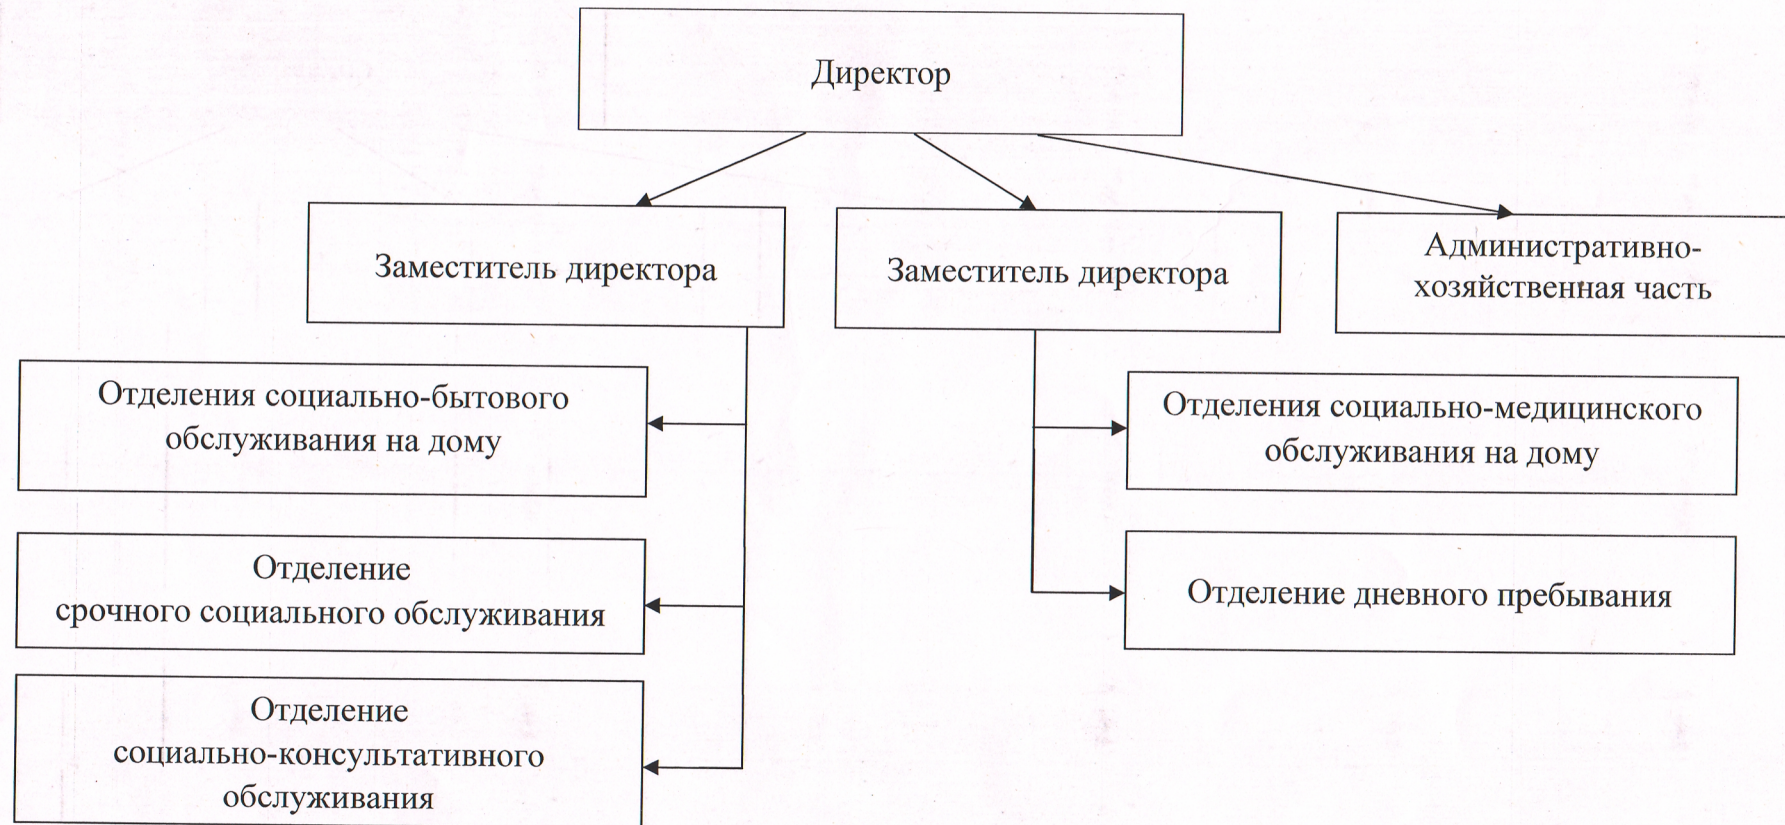 Директор
Заместитель директора
Заместитель директора
Административно-
хозяйственная часть
Отделения социально-бытового
обслуживания на дому
Отделения социально-медицинского
обслуживания на дому
Отделение
срочного социального обслуживания
Отделение дневного пребывания
Отделение
социально-консультативного
обслуживания